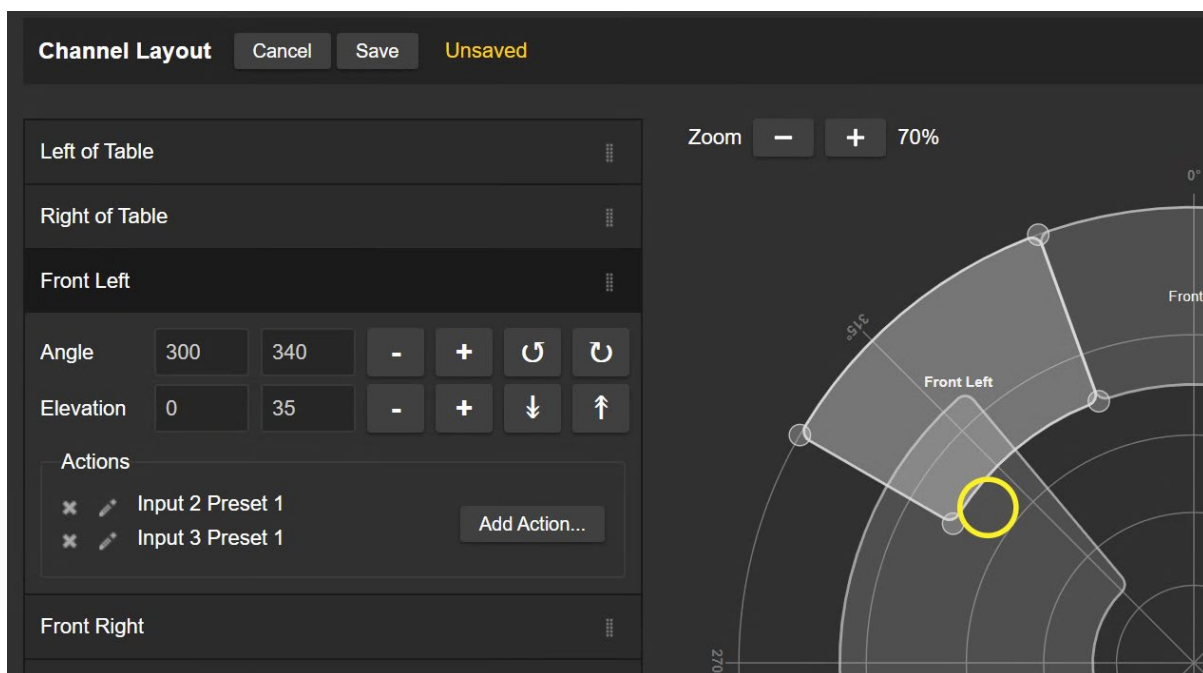 Channel Layout Cancel Save Unsaved
Left of Table
Right of Table
Front Left
Angle 300 340 - +
Elevation 0 35 - +
Actions
Input 2 Preset 1
Input 3 Preset 1
Add Action...
Front Right
Zoom − + 70%
0°
Front
315°
Front Left
270